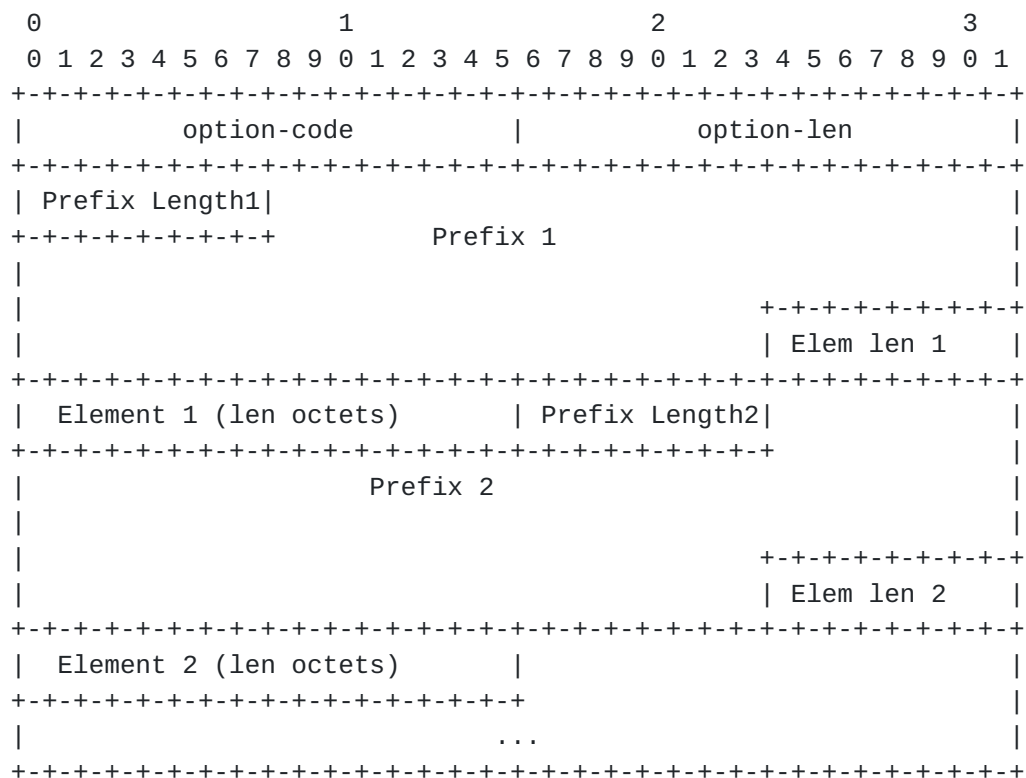 0                   1                   2                   3
 0 1 2 3 4 5 6 7 8 9 0 1 2 3 4 5 6 7 8 9 0 1 2 3 4 5 6 7 8 9 0 1
+-+-+-+-+-+-+-+-+-+-+-+-+-+-+-+-+-+-+-+-+-+-+-+-+-+-+-+-+-+-+-+-+
|          option-code          |           option-len          |
+-+-+-+-+-+-+-+-+-+-+-+-+-+-+-+-+-+-+-+-+-+-+-+-+-+-+-+-+-+-+-+-+
| Prefix Length1|                                               |
+-+-+-+-+-+-+-+-+          Prefix 1                             |
|                                                               |
|                                               +-+-+-+-+-+-+-+-+
|                                               | Elem len 1    |
+-+-+-+-+-+-+-+-+-+-+-+-+-+-+-+-+-+-+-+-+-+-+-+-+-+-+-+-+-+-+-+-+
|  Element 1 (len octets)       | Prefix Length2|               |
+-+-+-+-+-+-+-+-+-+-+-+-+-+-+-+-+-+-+-+-+-+-+-+-+               |
|                      Prefix 2                                 |
|                                                               |
|                                               +-+-+-+-+-+-+-+-+
|                                               | Elem len 2    |
+-+-+-+-+-+-+-+-+-+-+-+-+-+-+-+-+-+-+-+-+-+-+-+-+-+-+-+-+-+-+-+-+
|  Element 2 (len octets)       |                               |
+-+-+-+-+-+-+-+-+-+-+-+-+-+-+-+-+                               |
|                              ...                              |
+-+-+-+-+-+-+-+-+-+-+-+-+-+-+-+-+-+-+-+-+-+-+-+-+-+-+-+-+-+-+-+-+